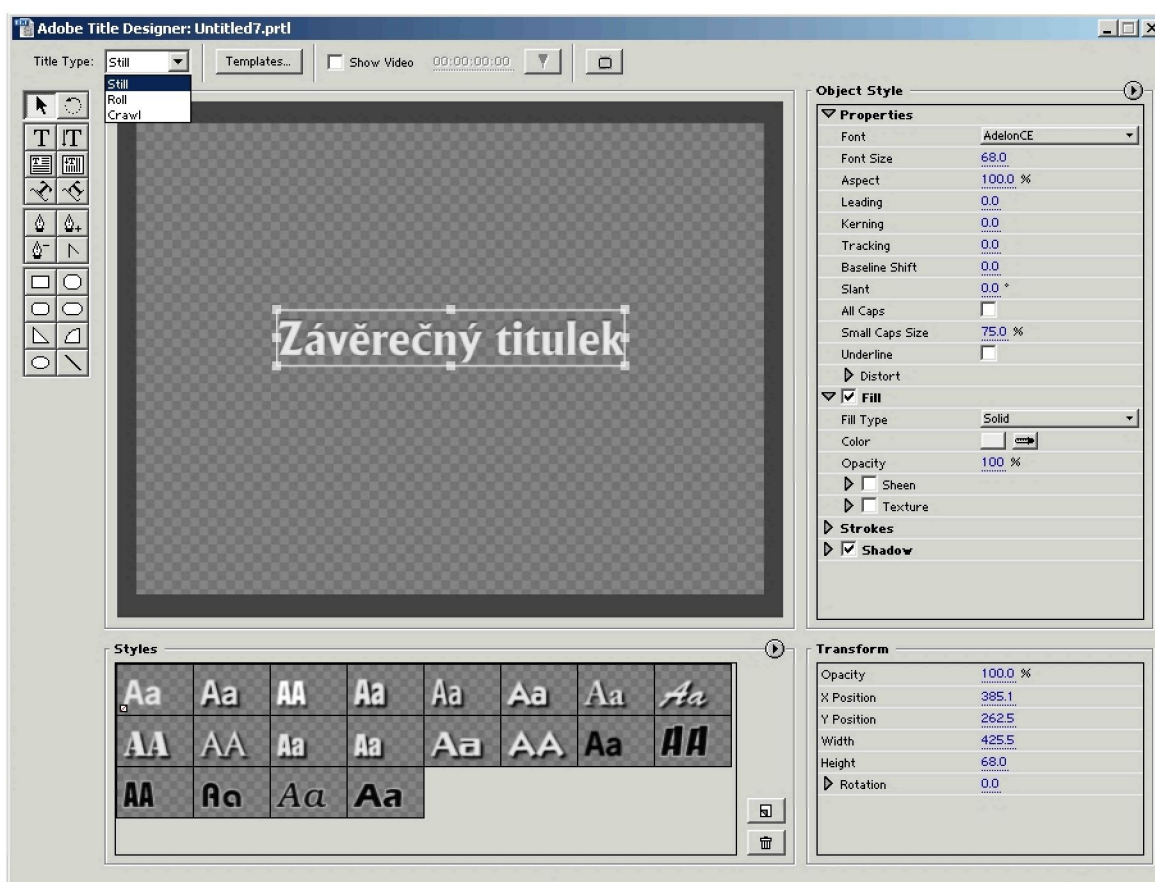 Adobe Title Designer: Untitled7.prtl
Title Type: Still Templates... Show Video 00:00:00:00
Still
Roll
Crawl
T IT
Závěrečný titulek
Object Style
Properties
Font AdelonCE
Font Size 68.0
Aspect 100.0 %
Leading 0.0
Kerning 0.0
Tracking 0.0
Baseline Shift 0.0
Slant 0.0 °
All Caps
Small Caps Size 75.0 %
Underline
Distort
Fill
Fill Type Solid
Color
Opacity 100 %
Sheen
Texture
Strokes
Shadow
Styles
Aa Aa AA Aa Aa Aa Aa Aa
AA AA Aa Aa Aa AA Aa AA
AA Aa Aa Aa
Transform
Opacity 100.0 %
X Position 385.1
Y Position 262.5
Width 425.5
Height 68.0
Rotation 0.0